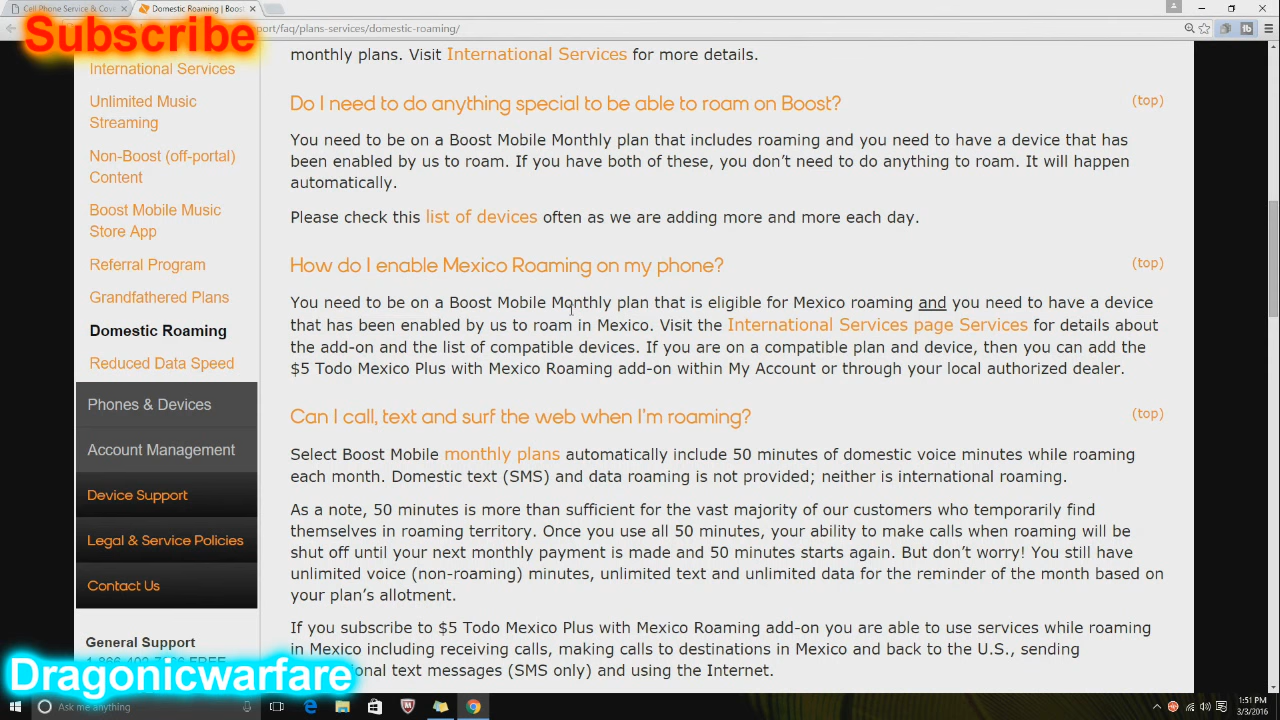 Cell Phone Service & Cov
Domestic Roaming | Boos
Subscribe
port/faq/plans-services/domestic-roaming/
International Services
Unlimited Music
Streaming
Non-Boost (off-portal)
Content
Boost Mobile Music
Store App
Referral Program
Grandfathered Plans
Domestic Roaming
Reduced Data Speed
Phones & Devices
Account Management
Device Support
Legal & Service Policies
Contact Us
General Support
monthly plans. Visit International Services for more details.
Do I need to do anything special to be able to roam on Boost? (top)
You need to be on a Boost Mobile Monthly plan that includes roaming and you need to have a device that has
been enabled by us to roam. If you have both of these, you don't need to do anything to roam. It will happen
automatically.
Please check this list of devices often as we are adding more and more each day.
How do I enable Mexico Roaming on my phone? (top)
You need to be on a Boost Mobile Monthly plan that is eligible for Mexico roaming and you need to have a device
that has been enabled by us to roam in Mexico. Visit the International Services page Services for details about
the add-on and the list of compatible devices. If you are on a compatible plan and device, then you can add the
$5 Todo Mexico Plus with Mexico Roaming add-on within My Account or through your local authorized dealer.
Can I call, text and surf the web when I'm roaming? (top)
Select Boost Mobile monthly plans automatically include 50 minutes of domestic voice minutes while roaming
each month. Domestic text (SMS) and data roaming is not provided; neither is international roaming.
As a note, 50 minutes is more than sufficient for the vast majority of our customers who temporarily find
themselves in roaming territory. Once you use all 50 minutes, your ability to make calls when roaming will be
shut off until your next monthly payment is made and 50 minutes starts again. But don't worry! You still have
unlimited voice (non-roaming) minutes, unlimited text and unlimited data for the reminder of the month based on
your plan's allotment.
If you subscribe to $5 Todo Mexico Plus with Mexico Roaming add-on you are able to use services while roaming
in Mexico including receiving calls, making calls to destinations in Mexico and back to the U.S., sending
onal text messages (SMS only) and using the Internet.
Dragonicwarfare
Ask me anything
1:51 PM
3/3/2016